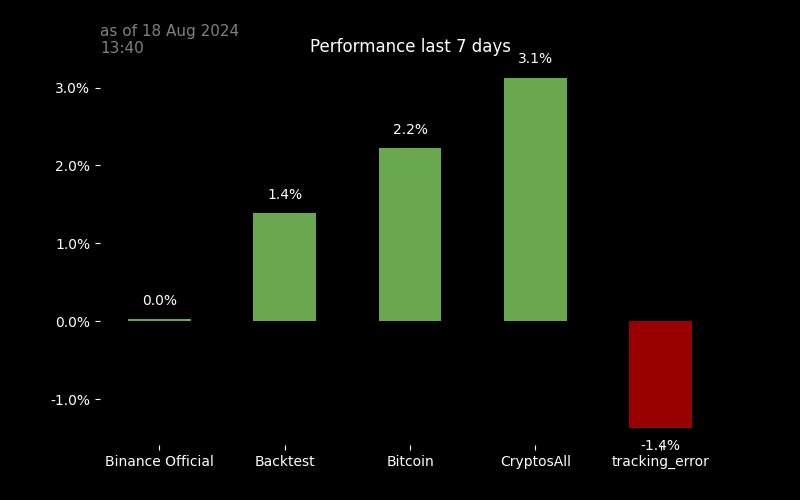 as of 18 Aug 2024
13:40
Performance last 7 days
3.1%
3.0%
2.2%
2.0%
1.4%
1.0%
0.0%
0.0%
-1.0%
-1.4%
Binance Official
Backtest
Bitcoin
CryptosAll
tracking_error